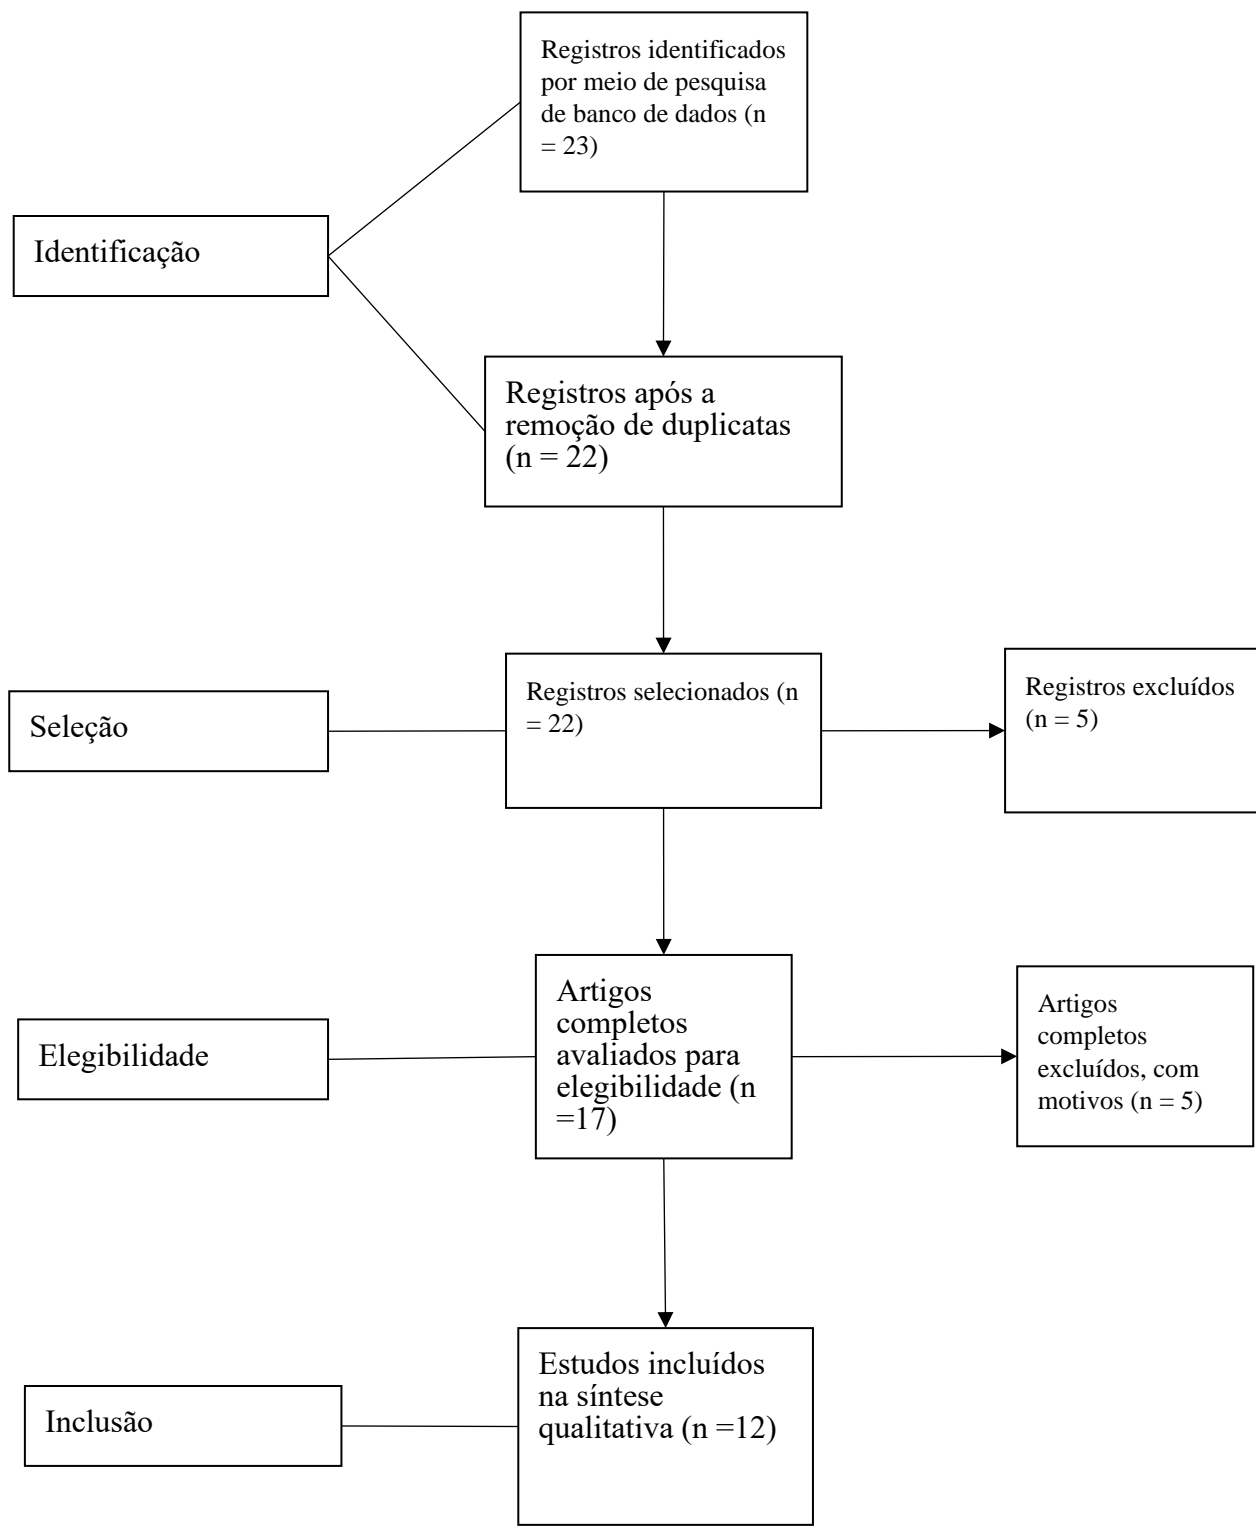 Registros identificados
por meio de pesquisa
de banco de dados (n
= 23)
Identificação
Registros após a
remoção de duplicatas
(n = 22)
Seleção
Registros selecionados (n
= 22)
Registros excluídos
(n = 5)
Elegibilidade
Artigos
completos
avaliados para
elegibilidade (n
=17)
Artigos
completos
excluídos, com
motivos (n = 5)
Inclusão
Estudos incluídos
na síntese
qualitativa (n =12)